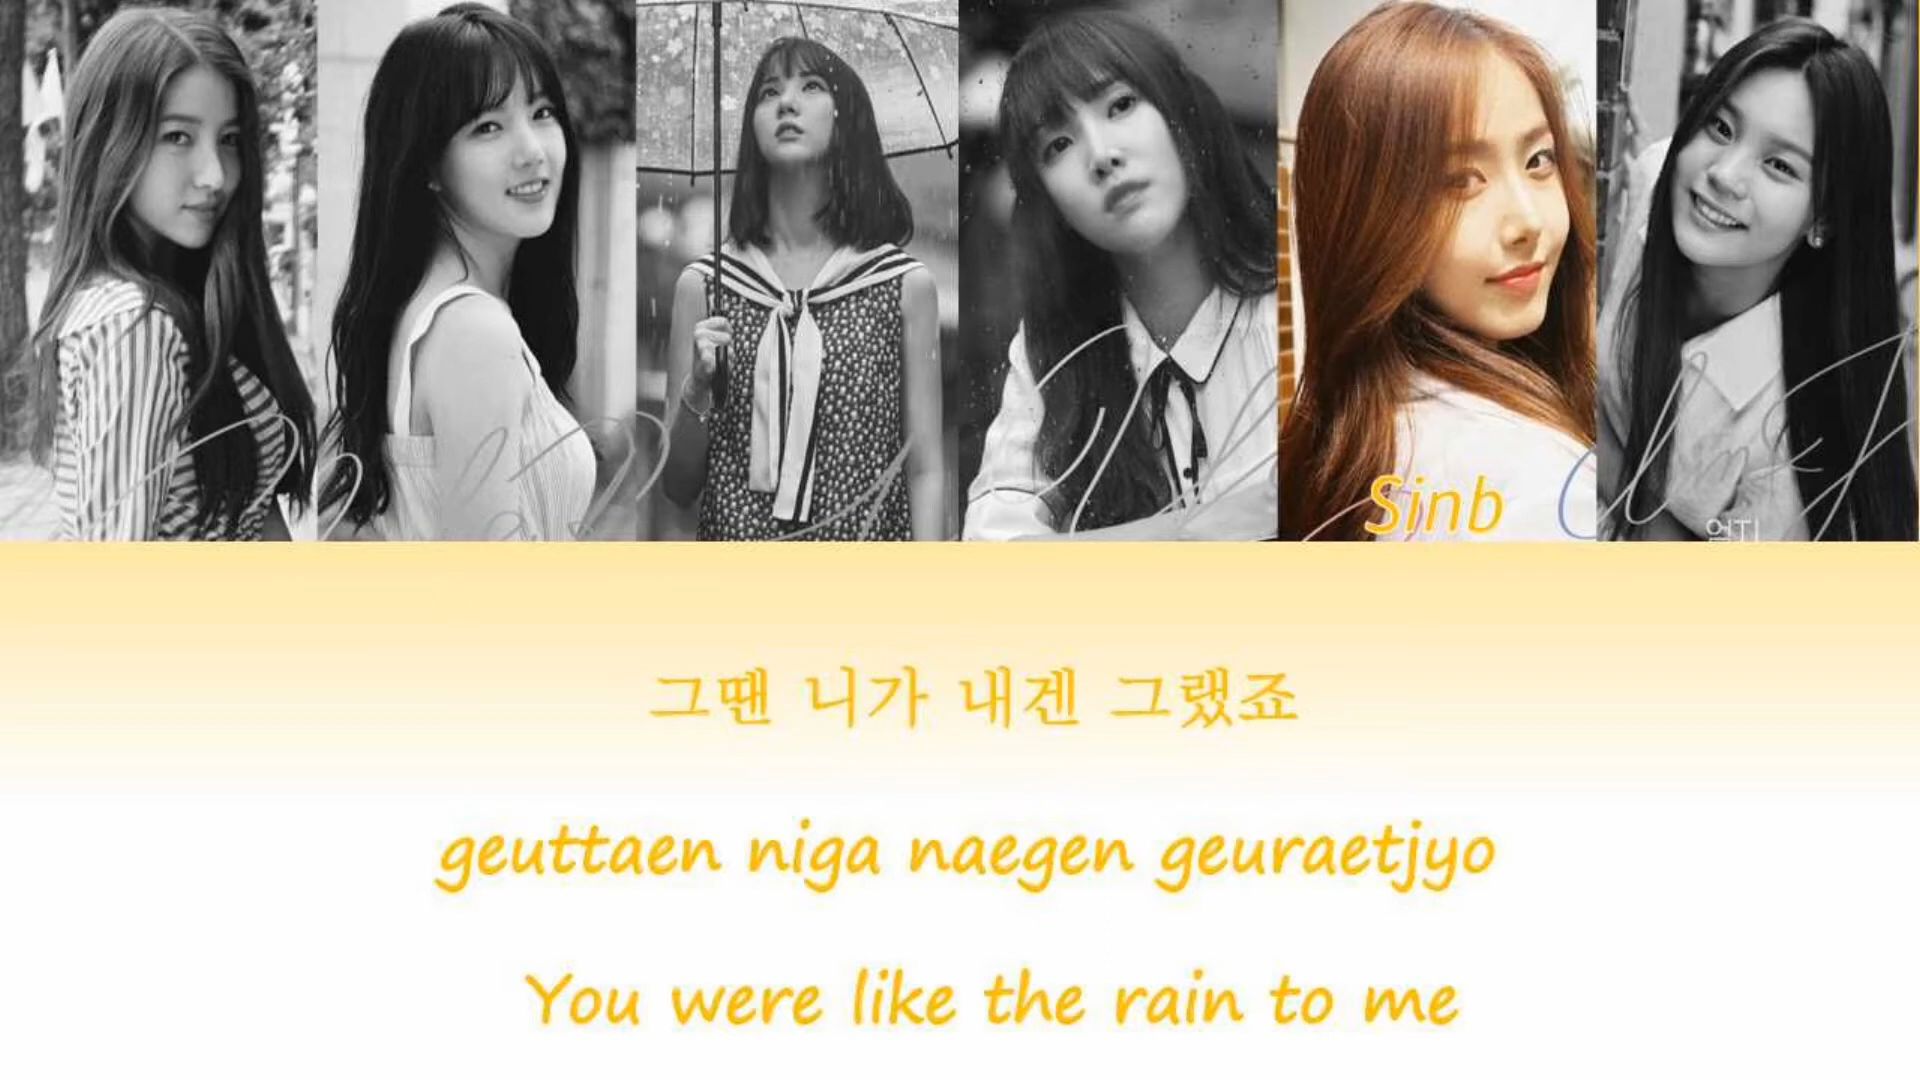 Sinb
엄지
그땐 니가 내겐 그랬죠
geuttaen niga naegen geuraetjyo
You were like the rain to me